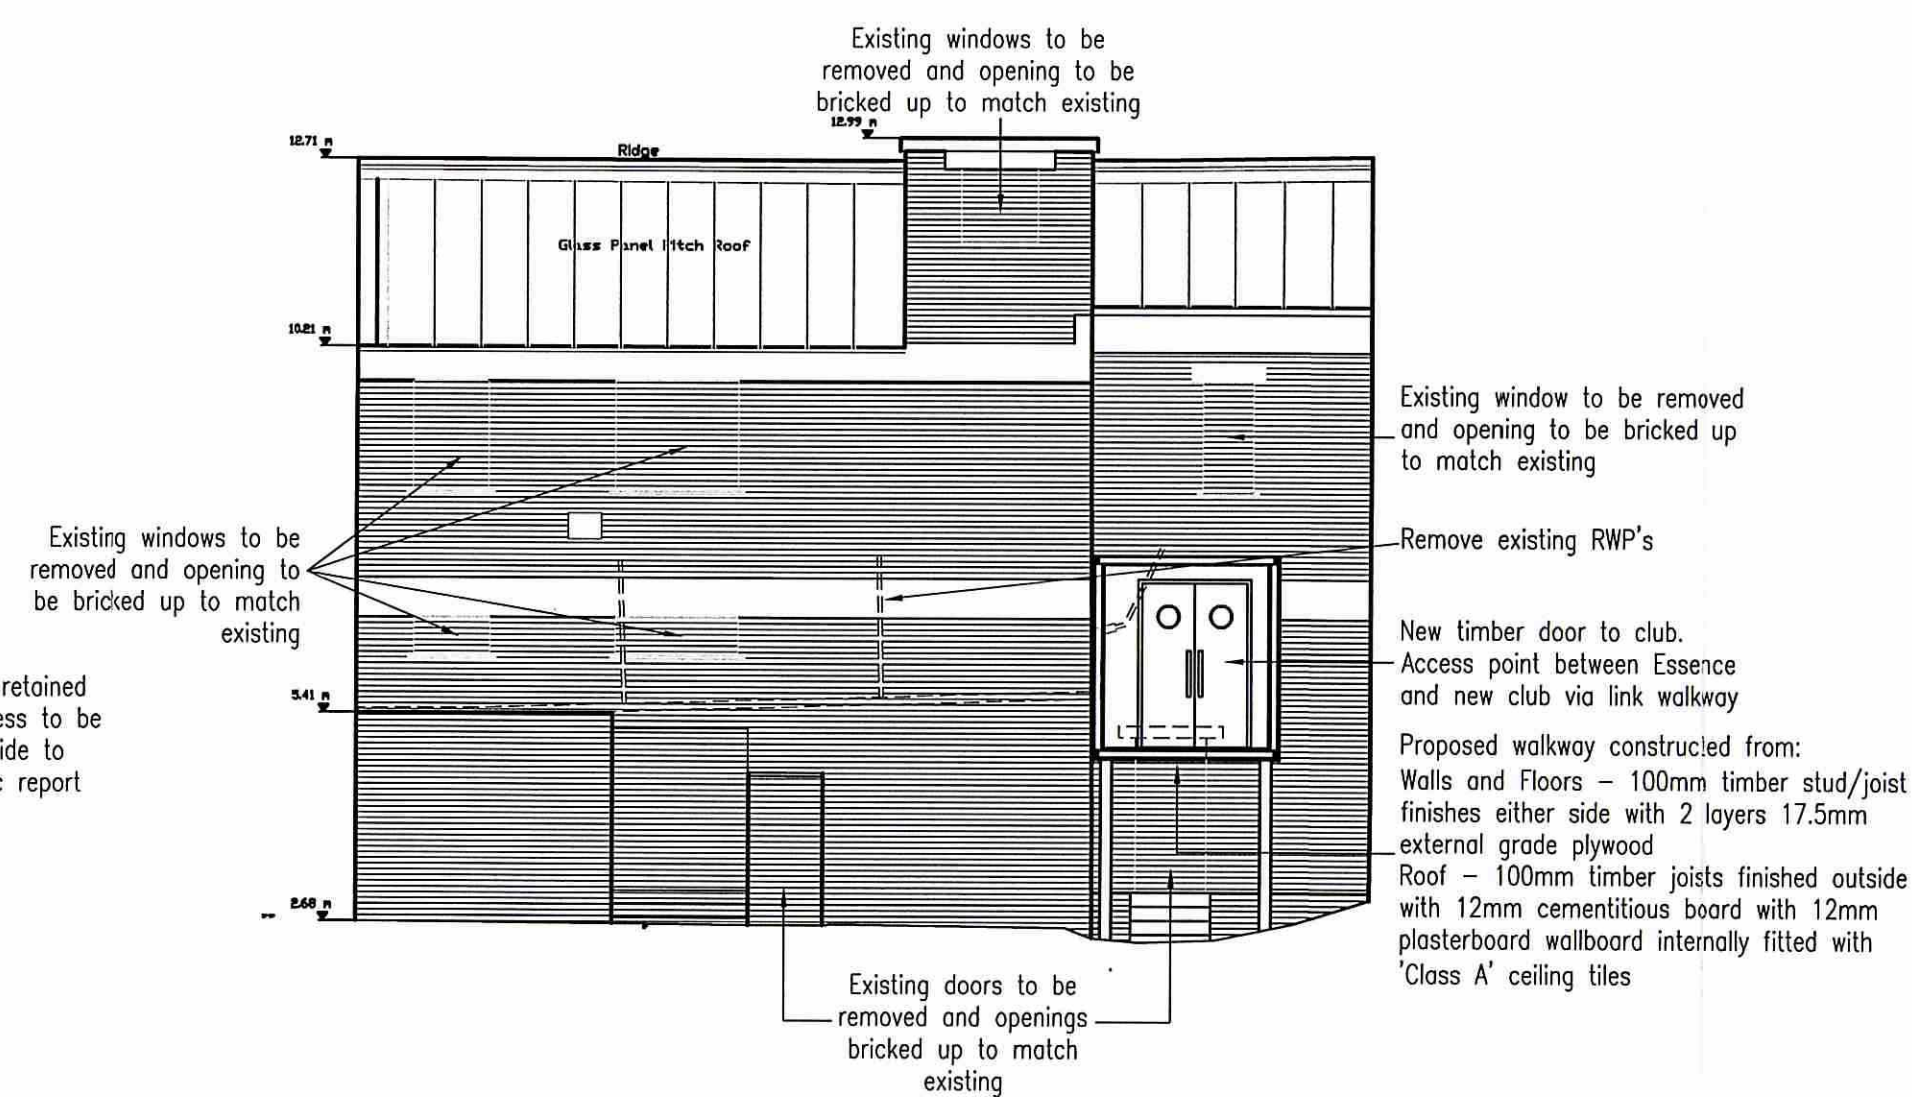 Existing windows to be
removed and opening to be
bricked up to match existing
12.99 m
12.71 m
Ridge
Glass Panel Pitch Roof
10.21 m
Existing window to be removed
and opening to be bricked up
to match existing
Existing windows to be
removed and opening to
be bricked up to match
existing
Remove existing RWP's
New timber door to club.
Access point between Essence
and new club via link walkway
retained
ess to be
ide to
report
5.41 m
Proposed walkway constructed from:
Walls and Floors – 100mm timber stud/joist
finishes either side with 2 layers 17.5mm
external grade plywood
Roof – 100mm timber joists finished outside
with 12mm cementitious board with 12mm
plasterboard wallboard internally fitted with
'Class A' ceiling tiles
2.68 m
Existing doors to be
removed and openings
bricked up to match
existing